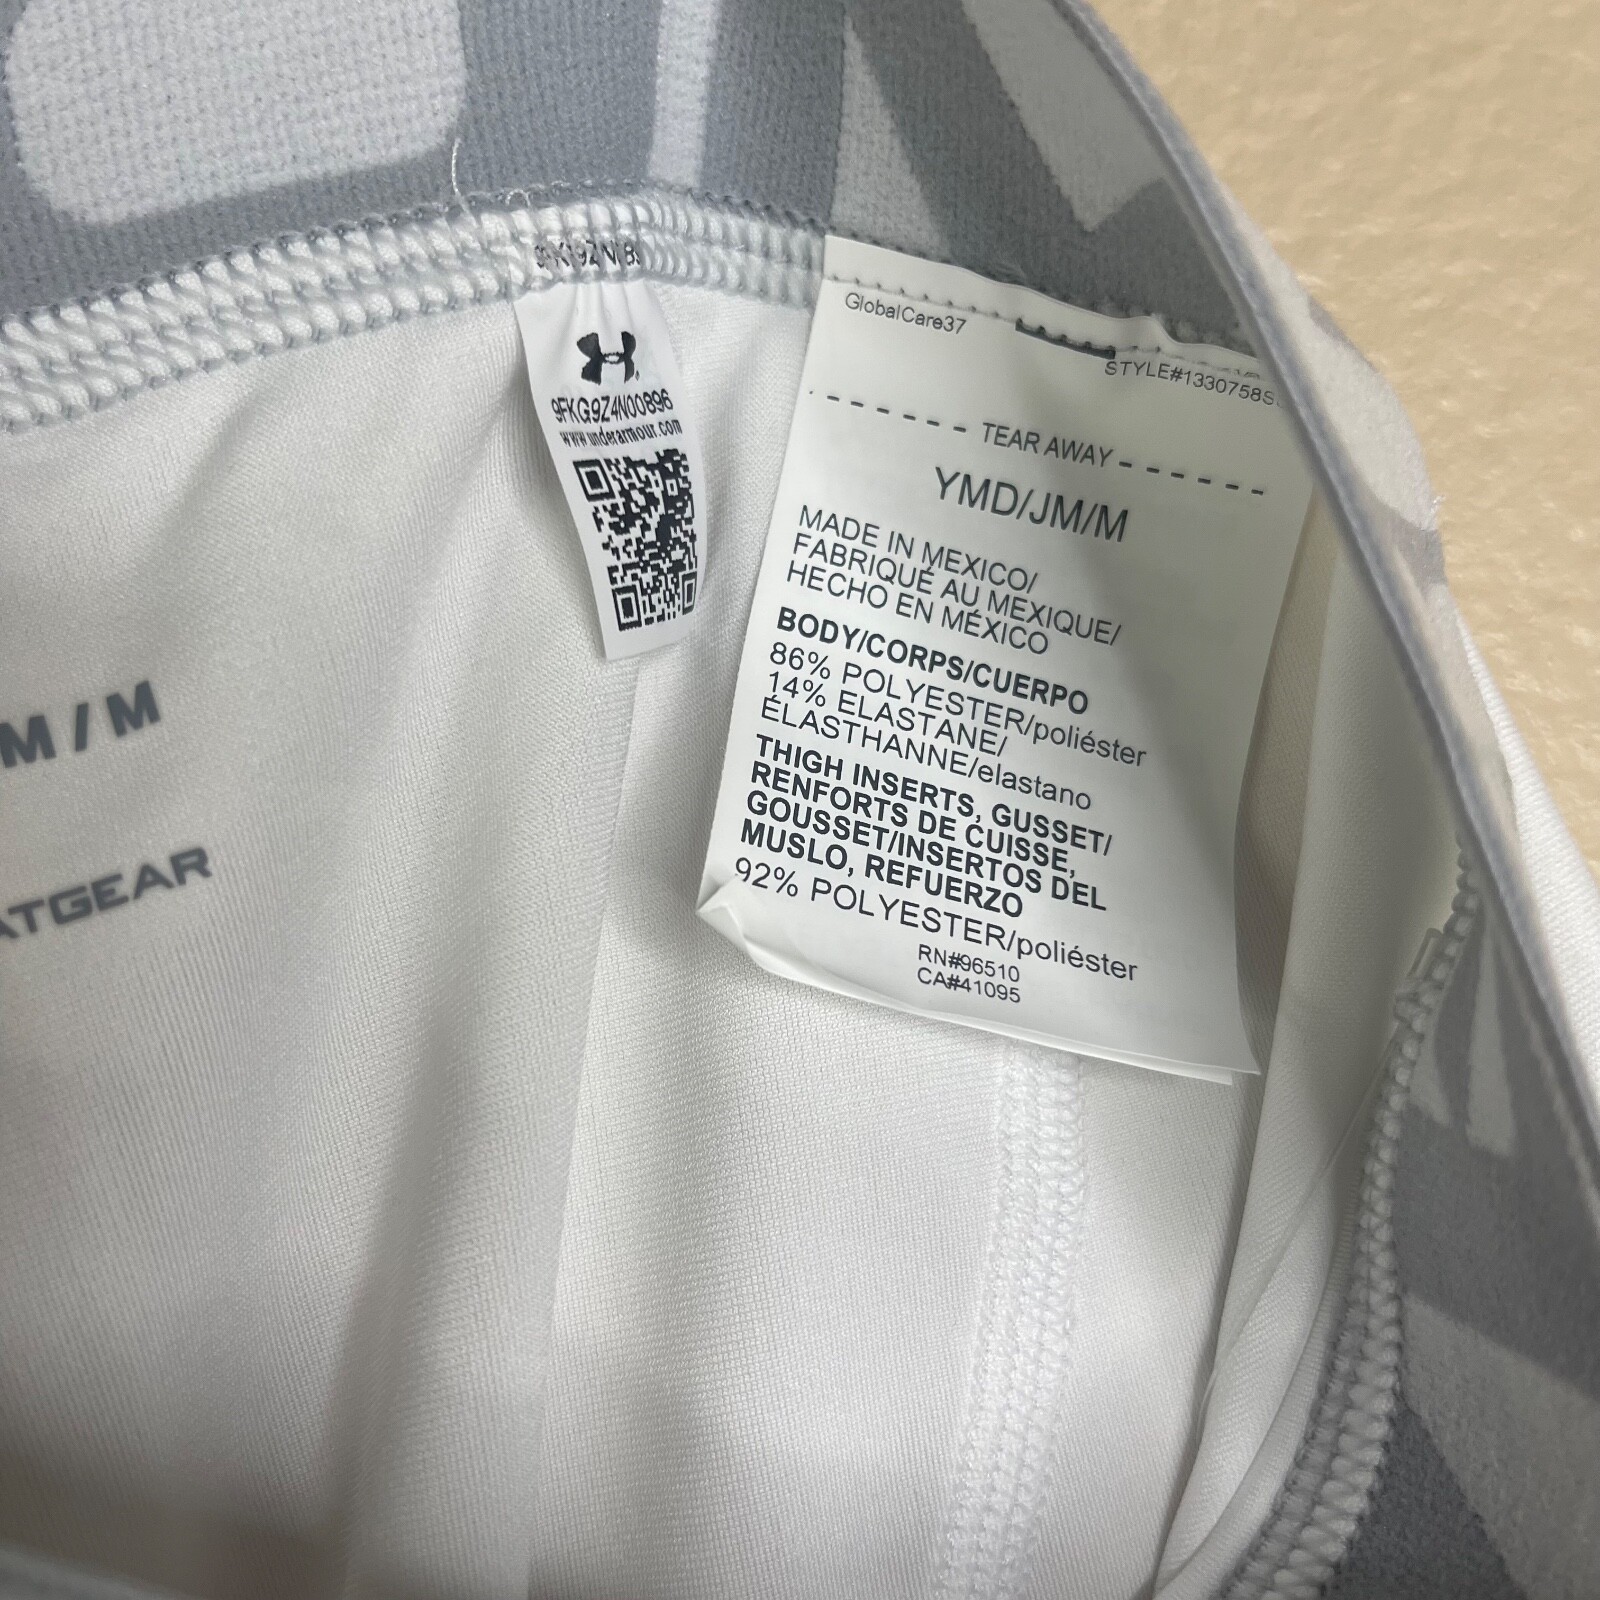 9FKG9Z4N00896
www.underarmour.com
GlobalCare37
STYLE#1330758S
TEAR AWAY
YMD/JM/M
MADE IN MEXICO/
FABRIQUÉ AU MEXIQUE/
HECHO EN MÉXICO
BODY/CORPS/CUERPO
86% POLYESTER/poliéster
14% ELASTANE/
ÉLASTHANNE/elastano
THIGH INSERTS, GUSSET/
RENFORTS DE CUISSE,
GOUSSET/INSERTOS DEL
MUSLO, REFUERZO
92% POLYESTER/poliéster
RN#96510
CA#41095
M / M
ATGEAR